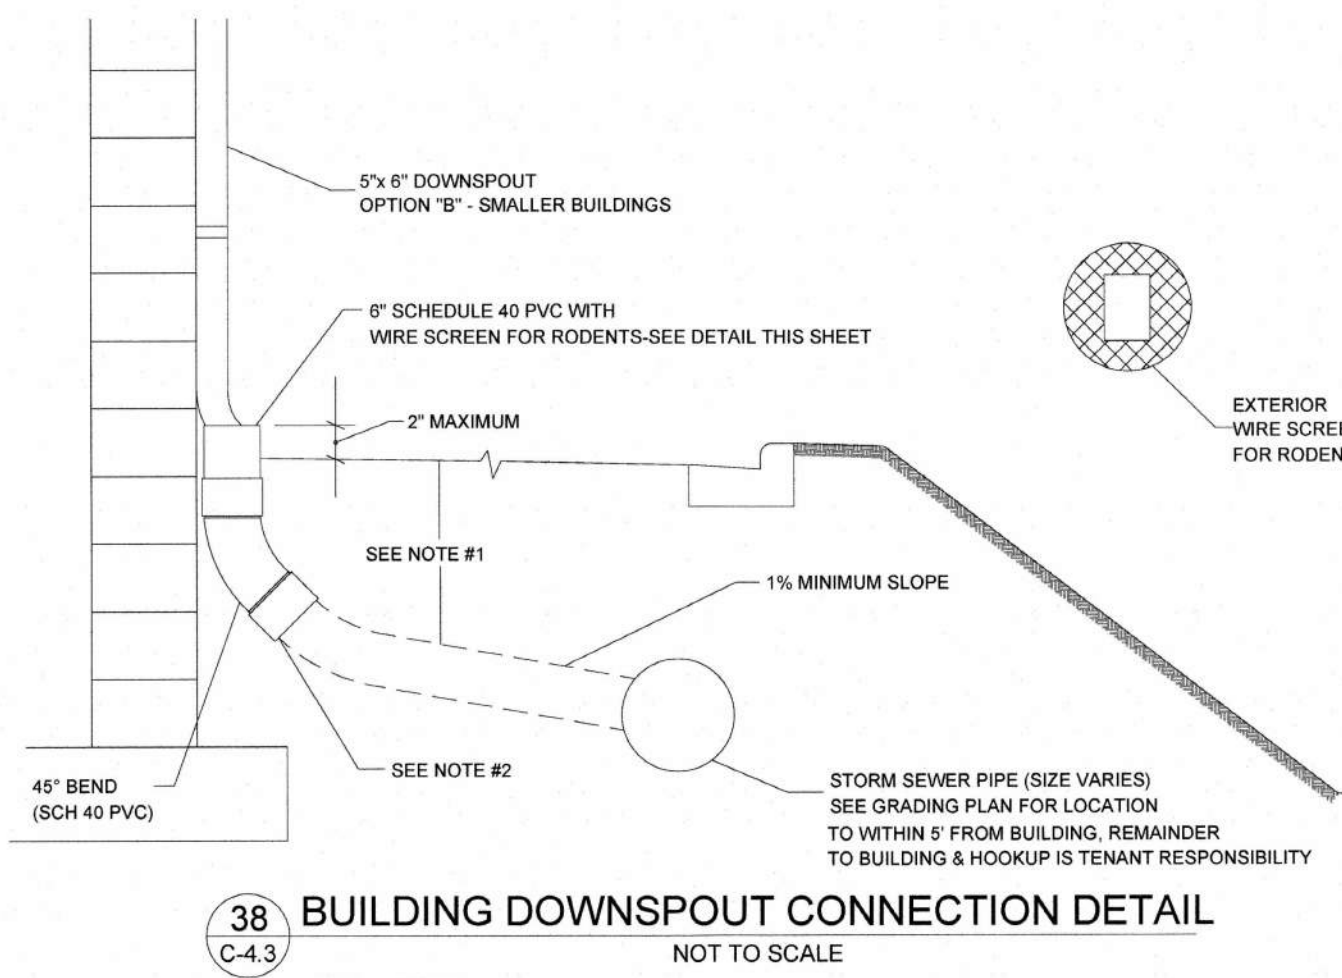 5"x 6" DOWNSPOUT
OPTION "B" - SMALLER BUILDINGS
6" SCHEDULE 40 PVC WITH
WIRE SCREEN FOR RODENTS-SEE DETAIL THIS SHEET
2" MAXIMUM
EXTERIOR
WIRE
FOR
SEE NOTE #1
1% MINIMUM SLOPE
SEE NOTE #2
45° BEND
(SCH 40 PVC)
STORM SEWER PIPE (SIZE VARIES)
SEE GRADING PLAN FOR LOCATION
TO WITHIN 5' FROM BUILDING, REMAINDER
TO BUILDING & HOOKUP IS TENANT RESPONSIBILITY
38
C-4.3
BUILDING DOWNSPOUT CONNECTION DETAIL
NOT TO SCALE